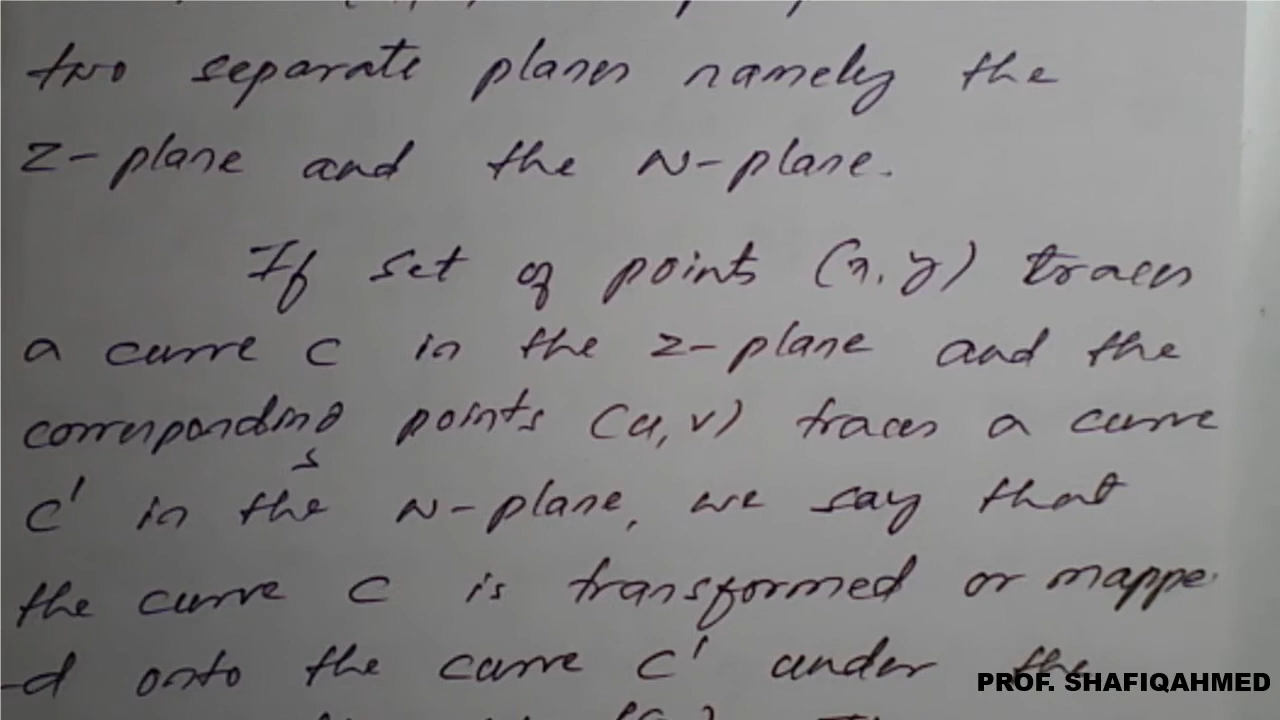 two separate planes namely the
z-plane and the w-plane.
If set of points (x, y) traces
a curve C in the z-plane and the
corresponding points (u, v) traces a curve
C' in the w-plane, we say that
the curve C is transformed or mappe
-d onto the curve C' under the
PROF. SHAFIQAHMED